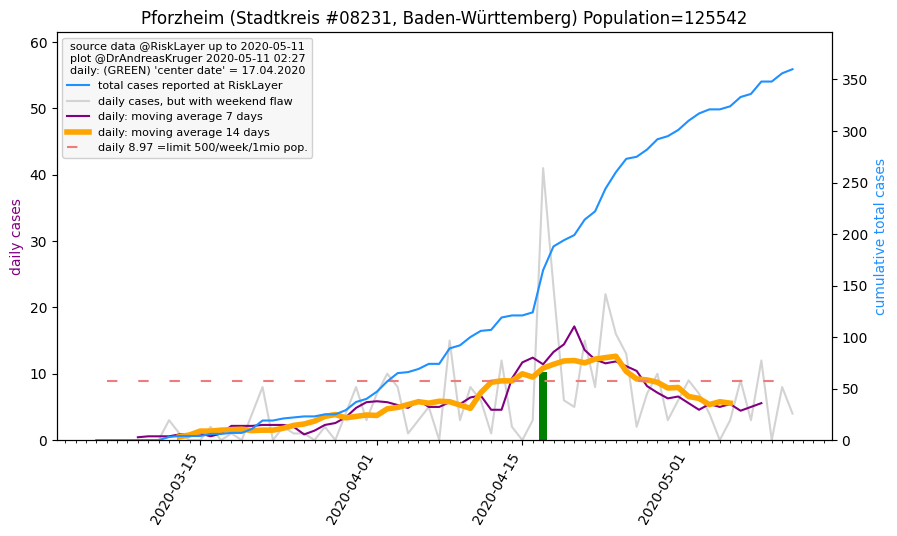 Pforzheim (Stadtkreis #08231, Baden-Württemberg) Population=125542
source data @RiskLayer up to 2020-05-11
plot @DrAndreasKruger 2020-05-11 02:27
daily: (GREEN) 'center date' = 17.04.2020
total cases reported at RiskLayer
daily cases, but with weekend flaw
daily: moving average 7 days
daily: moving average 14 days
daily 8.97 =limit 500/week/1mio pop.
daily cases
60
50
40
30
20
10
0
cumulative total cases
350
300
250
200
150
100
50
0
2020-03-15
2020-04-01
2020-04-15
2020-05-01